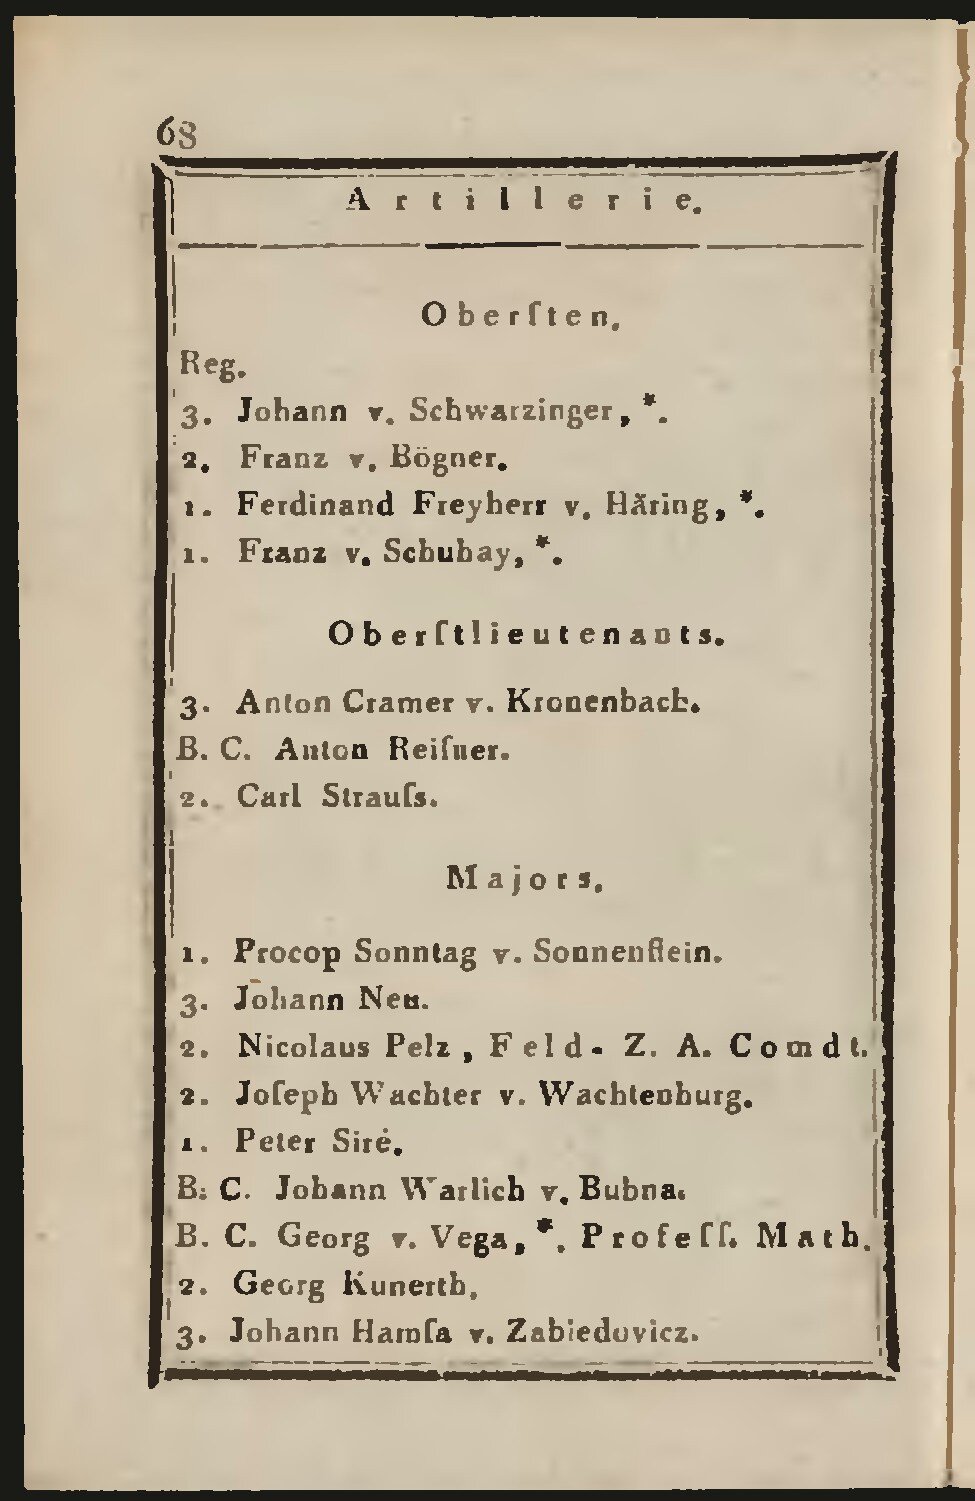 68
Artillerie.
Oberſten.
Reg.
3. Johann v. Schwarzinger, *.
2. Franz v. Bögner.
1. Ferdinand Freyherr v. Häring, *.
1. Franz v. Schuhay, *.
Oberſtlieutenants.
3. Anton Cramer v. Kronenbach.
B. C. Anton Reiſner.
2. Carl Strauſs.
Majors.
1. Procop Sonntag v. Sonnenſtein.
3. Johann Neu.
2. Nicolaus Pelz, Feld-Z. A. Comdt.
2. Joſeph Wachter v. Wachtenburg.
1. Peter Siré.
B. C. Johann Warlich v. Bubna.
B. C. Georg v. Vega, *. Profeſſ. Math.
2. Georg Kunerth.
3. Johann Hamſa v. Zabiedovicz.